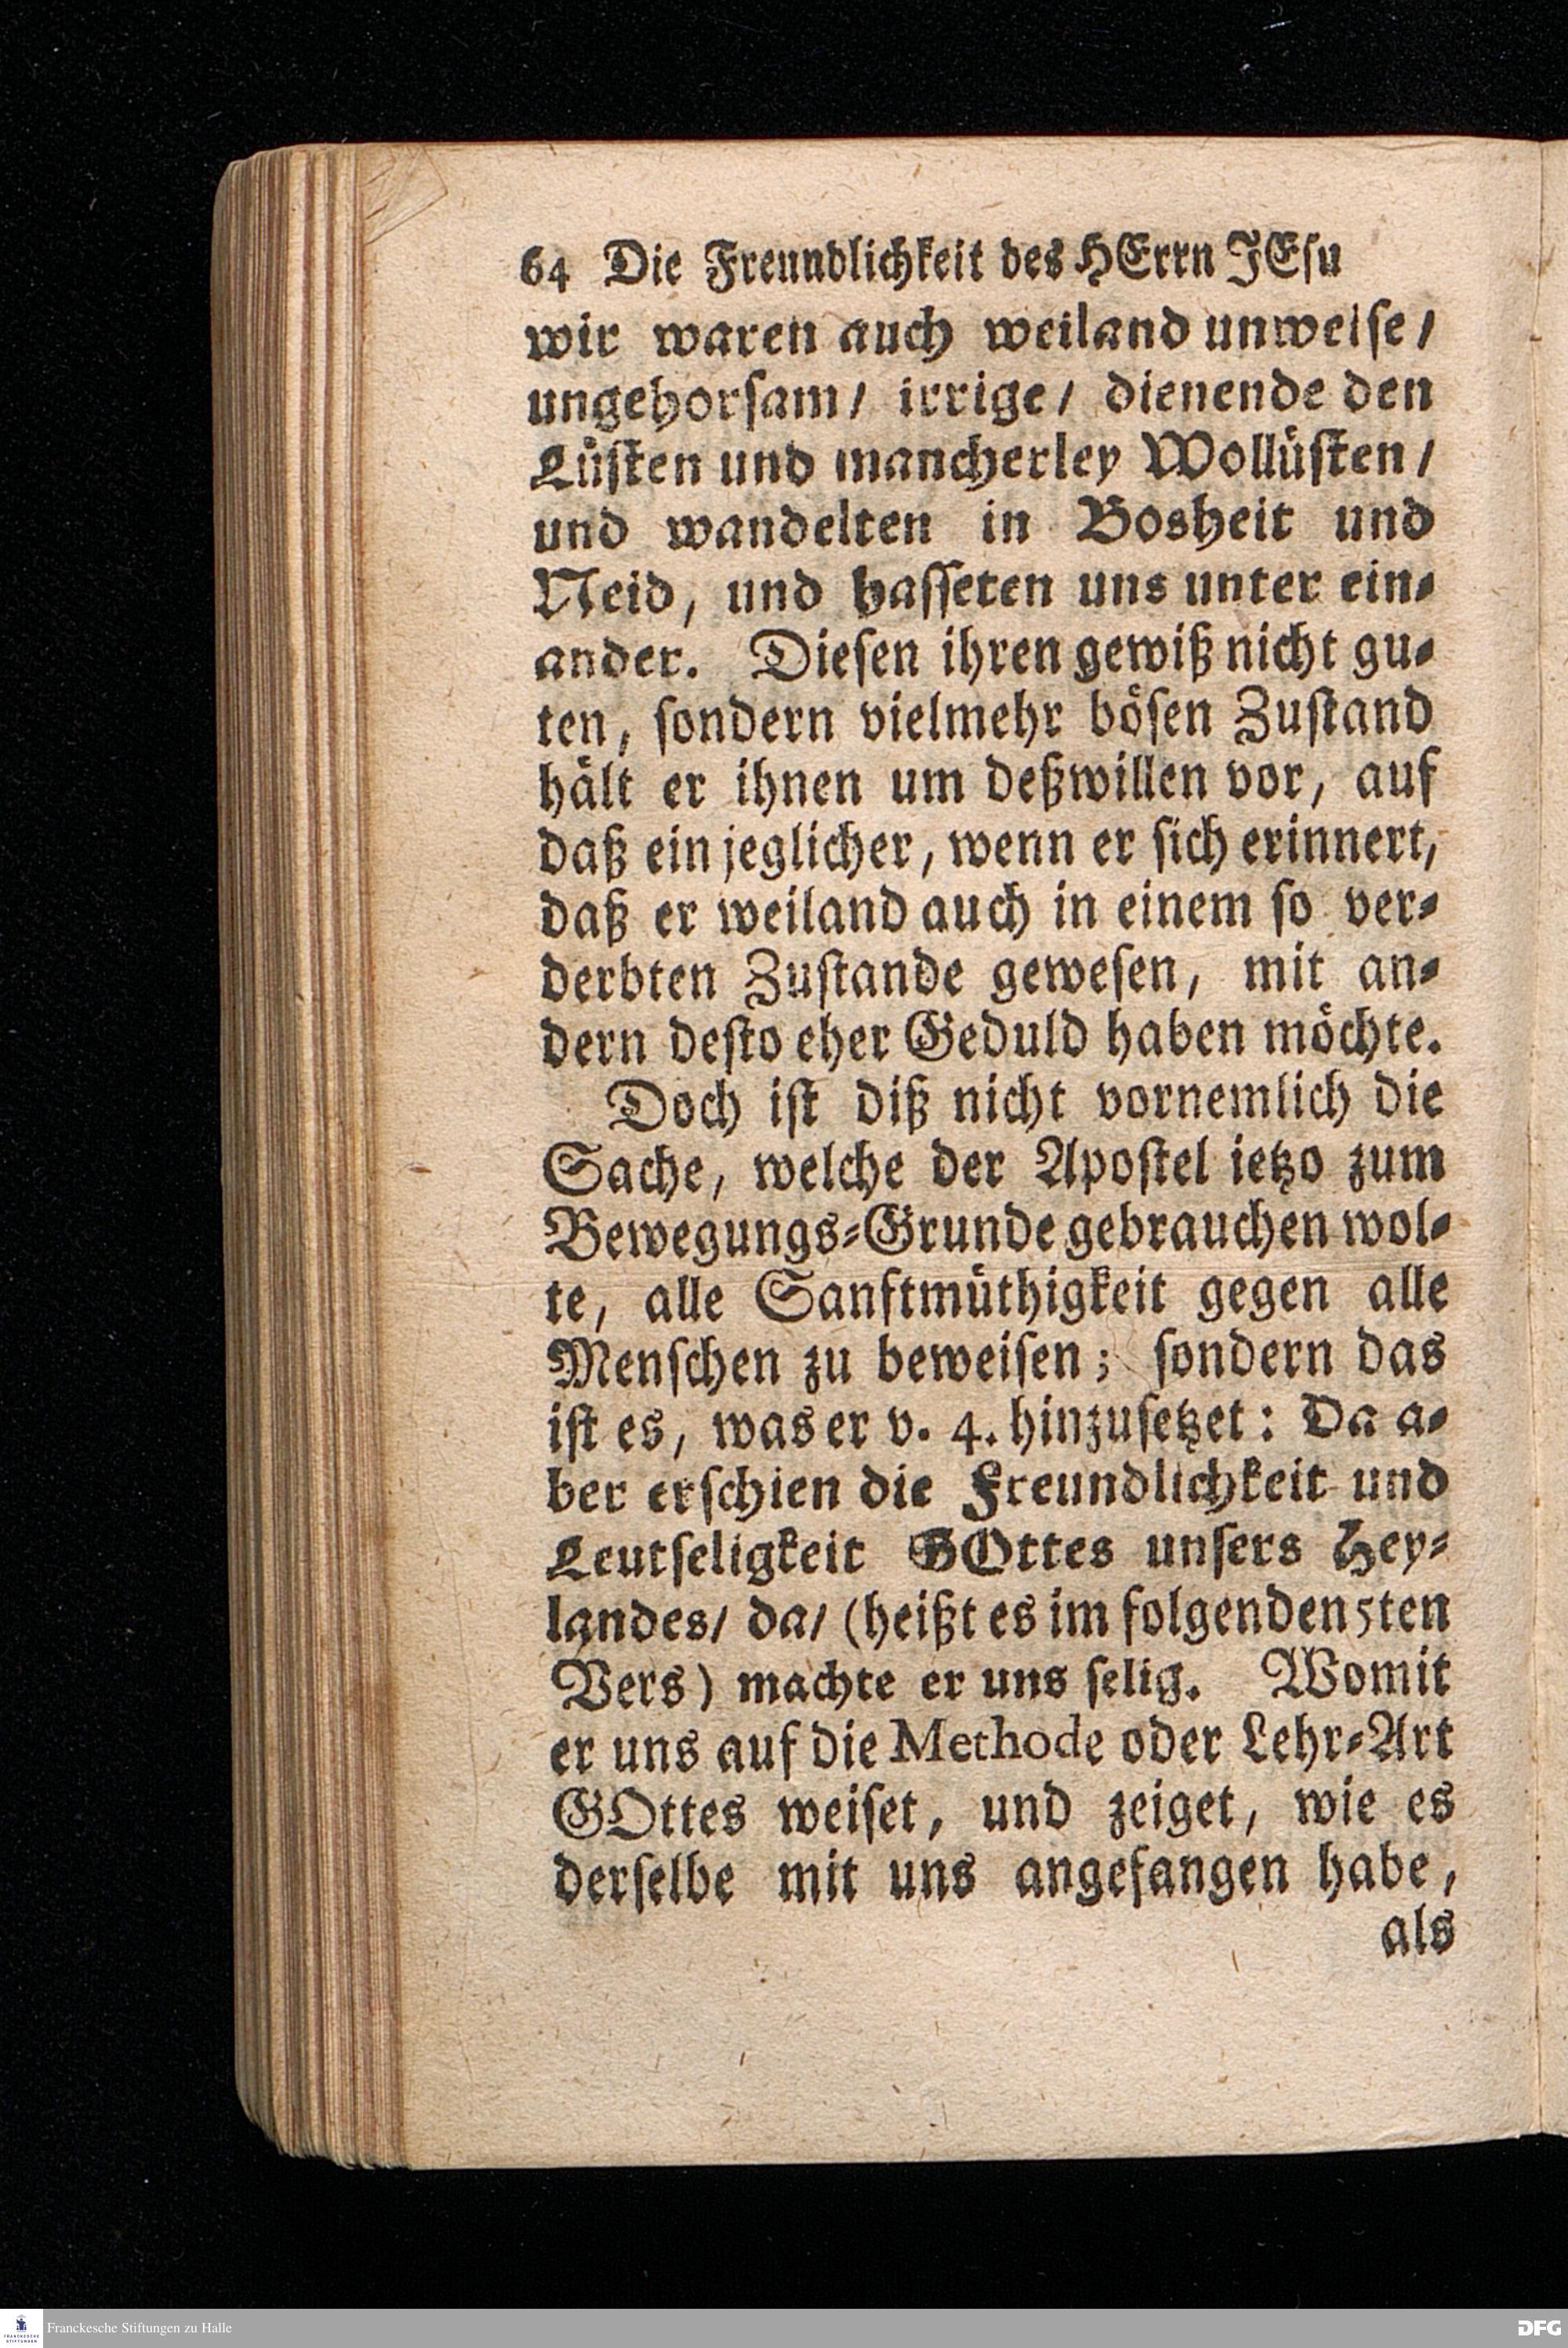 64 Die Freundlichkeit des HErrn JEsu
wir waren auch weiland unweise/
ungehorsam/ irrige/ dienende den
Lüsten und mancherley Wollüsten/
und wandelten in Bosheit und
Neid, und hasseten uns unter ein⸗
ander. Diesen ihren gewiß nicht gu⸗
ten, sondern vielmehr bösen Zustand
hält er ihnen um deßwillen vor, auf
daß ein jeglicher, wenn er sich erinnert,
daß er weiland auch in einem so ver⸗
derbten Zustande gewesen, mit an⸗
dern desto eher Geduld haben möchte.
Doch ist diß nicht vornemlich die
Sache, welche der Apostel ietzo zum
Bewegungs⸗Grunde gebrauchen wol⸗
te, alle Sanftmüthigkeit gegen alle
Menschen zu beweisen; sondern das
ist es, was er v. 4. hinzusetzet: Da a⸗
ber erschien die Freundlichkeit und
Leutseligkeit GOttes unsers Hey⸗
landes/ da/ (heißt es im folgenden 5ten
Vers) machte er uns selig. Womit
er uns auf die Methode oder Lehr⸗Art
GOttes weiset, und zeiget, wie es
derselbe mit uns angefangen habe,
als
Franckesche Stiftungen zu Halle
DFG